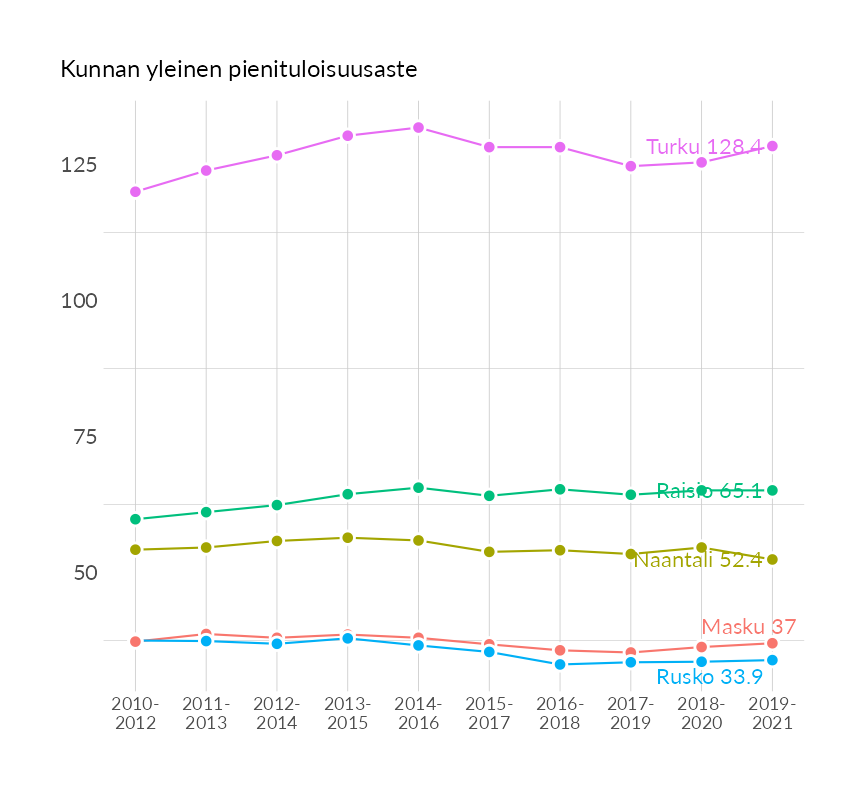 Kunnan yleinen pienituloisuusaste
125
100
75
50
Turku 128.4
Raisio 65.1
Naantali 52.4
Masku 37
Rusko 33.9
2010- 2011- 2012- 2013- 2014- 2015- 2016- 2017- 2018- 2019-
2012 2013 2014 2015 2016 2017 2018 2019 2020 2021